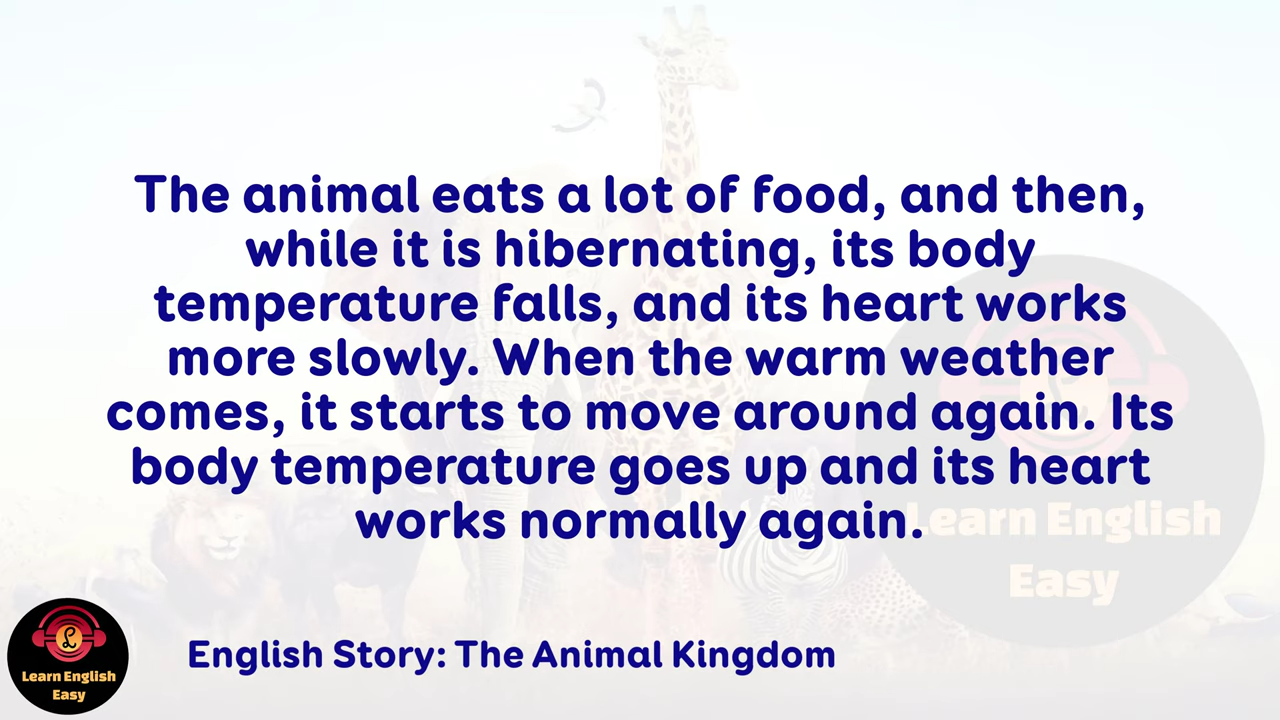 The animal eats a lot of food, and then,
while it is hibernating, its body
temperature falls, and its heart works
more slowly. When the warm weather
comes, it starts to move around again. Its
body temperature goes up and its heart
works normally again.
Learn English
Easy
English Story: The Animal Kingdom
Learn English
Easy